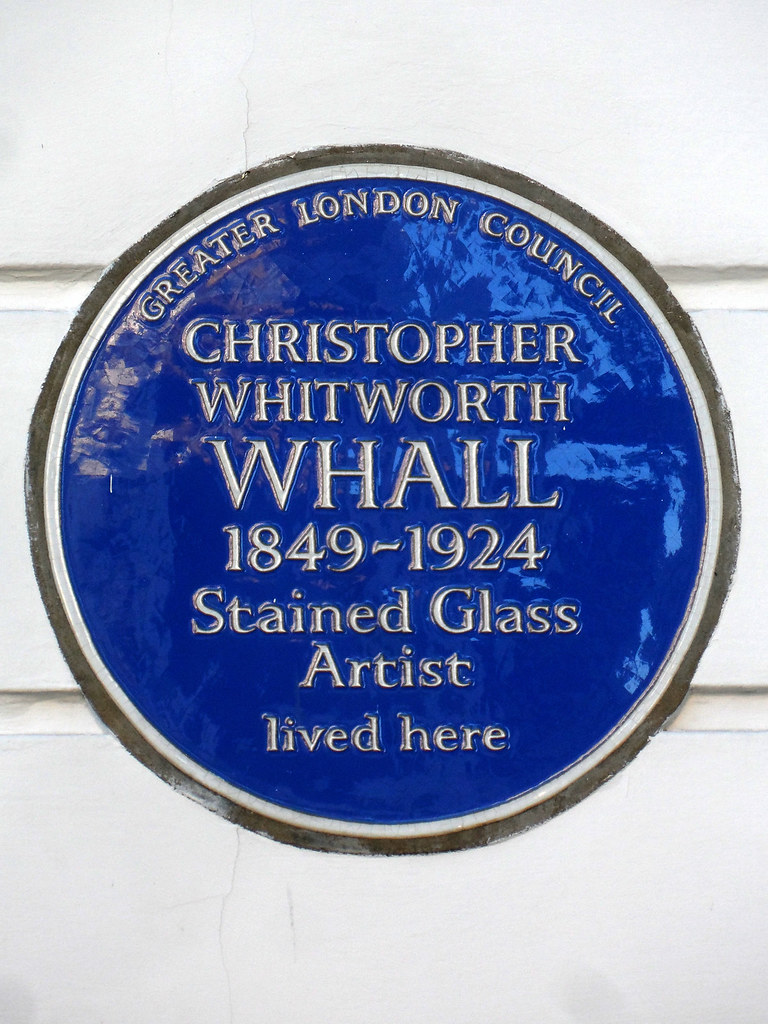 GREATER LONDON COUNCIL
CHRISTOPHER
WHITWORTH
WHALL
1849-1924
Stained Glass
Artist
lived here